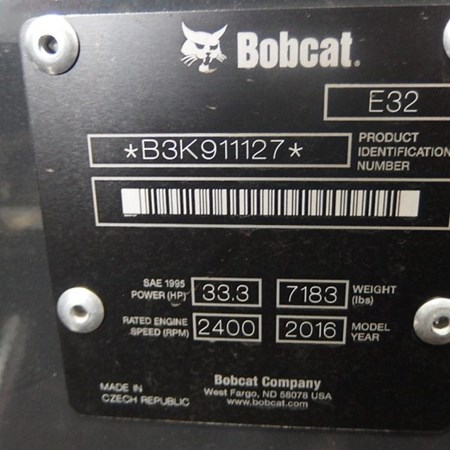 Bobcat.
E32
*B3K911127*
PRODUCT
IDENTIFICATION
NUMBER
SAE 1995
POWER (HP)
33.3
7183
WEIGHT
(lbs)
RATED ENGINE
SPEED (RPM)
2400
2016
MODEL
YEAR
MADE IN
CZECH REPUBLIC
Bobcat Company
West Fargo, ND 58078 USA
www.bobcat.com